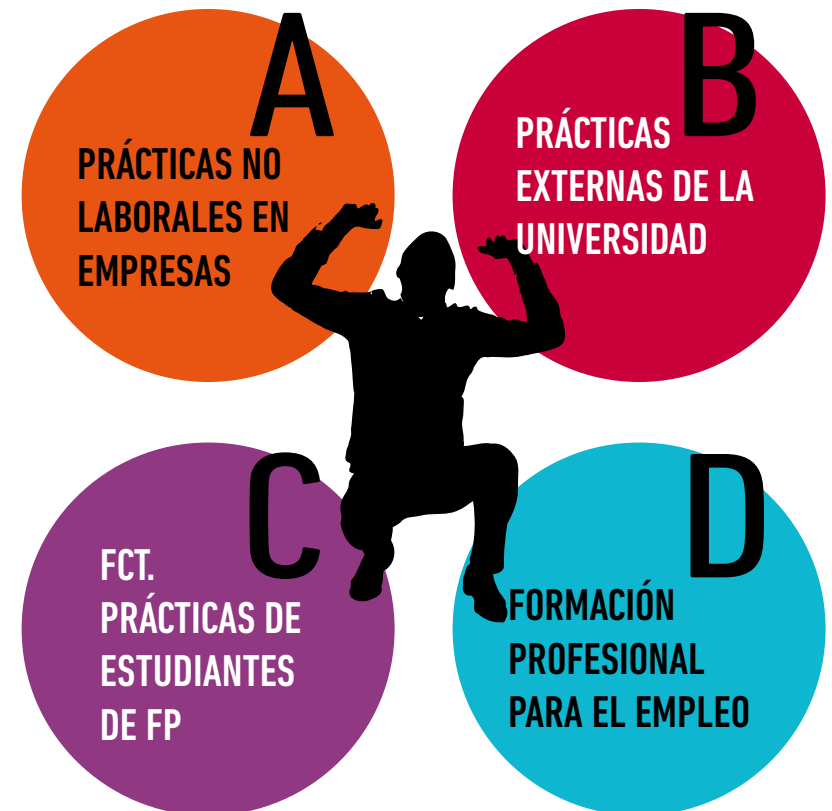 A
PRÁCTICAS NO
LABORALES EN
EMPRESAS
B
PRÁCTICAS
EXTERNAS DE LA
UNIVERSIDAD
C
FCT.
PRÁCTICAS DE
ESTUDIANTES
DE FP
D
FORMACIÓN
PROFESIONAL
PARA EL EMPLEO